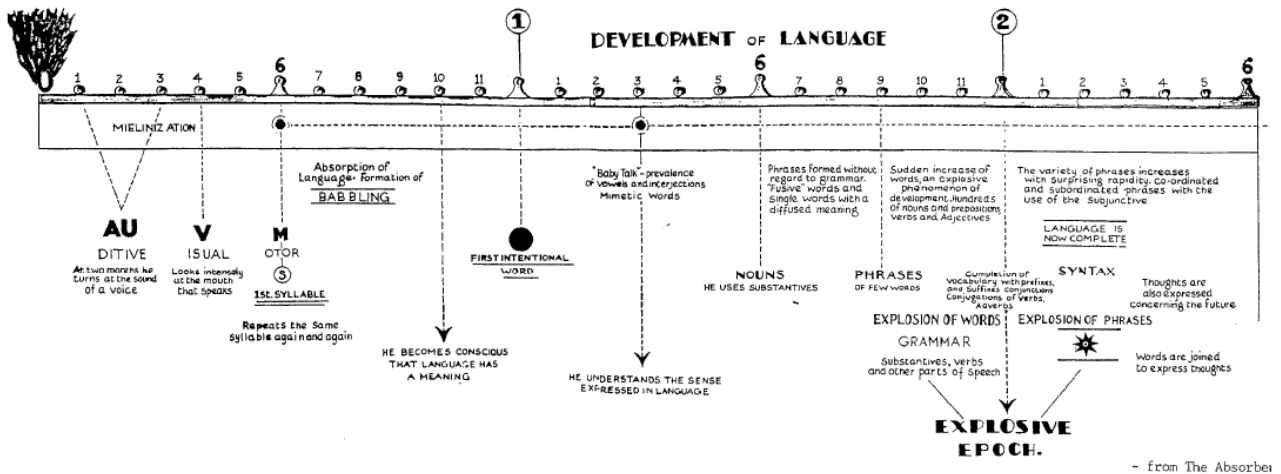 1
2
DEVELOPMENT OF LANGUAGE
0 1 2 3 4 5 6 7 8 9 10 11 1 2 3 4 5 6 7 8 9 10 11 1 2 3 4 5 6
MIELINIZATION
AU
DITIVE
At two months he
turns at the sound
of a voice
V
ISUAL
Looks intensely
at the mouth
that speaks
M
OTOR
S
1st. SYLLABLE
Repeats the Same
syllable again and again
Absorption of
Language. Formation of
BABBLING
HE BECOMES CONSCIOUS
THAT LANGUAGE HAS
A MEANING
FIRST INTENTIONAL
WORD
"Baby Talk"-prevalence
of vowels and interjections
Mimetic Words
HE UNDERSTANDS THE SENSE
EXPRESSED IN LANGUAGE
Phrases formed without
regard to grammar.
"Fusive" words and
single words with a
diffused meaning
NOUNS
HE USES SUBSTANTIVES
Sudden increase of
words, an explosive
phenomenon of
development. Hundreds
of nouns and prepositions,
verbs and Adjectives
PHRASES
OF FEW WORDS
Cumpletion of
vocabulary with prefixes,
and Suffixes conjunctions
Conjugations of Verbs,
Adverbs
EXPLOSION OF WORDS
GRAMMAR
Substantives, verbs
and other parts of Speech
The variety of phrases increases
with surprising rapidity. Co-ordinated
and subordinated phrases with the
use of the Subjunctive
LANGUAGE IS
NOW COMPLETE
SYNTAX
EXPLOSION OF PHRASES
Thoughts are
also expressed
concerning the future
Words are joined
to express thoughts
EXPLOSIVE
EPOCH.
- from The Absorbe